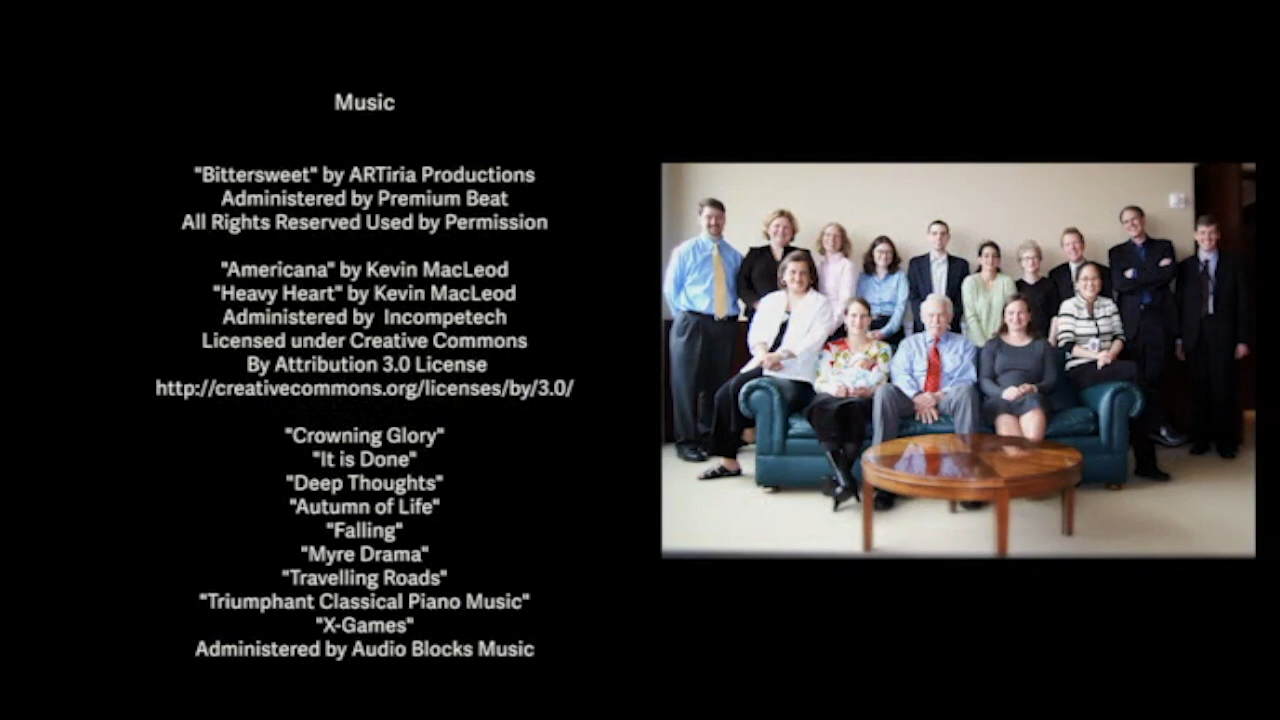 Music
"Bittersweet" by ARTiria Productions
Administered by Premium Beat
All Rights Reserved Used by Permission
"Americana" by Kevin MacLeod
"Heavy Heart" by Kevin MacLeod
Administered by Incompetech
Licensed under Creative Commons
By Attribution 3.0 License
http://creativecommons.org/licenses/by/3.0/
"Crowning Glory"
"It is Done"
"Deep Thoughts"
"Autumn of Life"
"Falling"
"Myre Drama"
"Travelling Roads"
"Triumphant Classical Piano Music"
"X-Games"
Administered by Audio Blocks Music